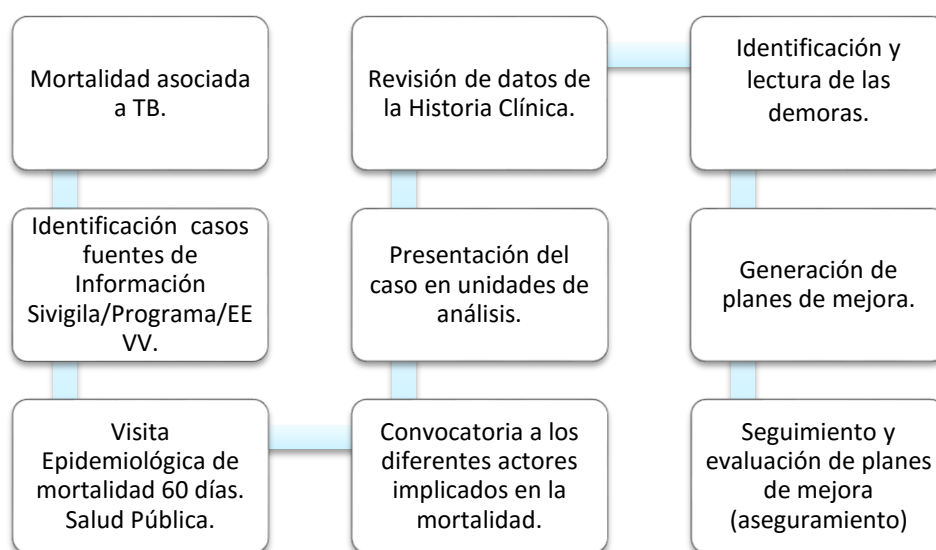 Mortalidad asociada
a TB.
Identificación casos
fuentes de
Información
Sivigila/Programa/EE
VV.
Visita
Epidemiológica de
mortalidad 60 días.
Salud Pública.
Convocatoria a los
diferentes actores
implicados en la
mortalidad.
Presentación del
caso en unidades de
análisis.
Revisión de datos de
la Historia Clínica.
Identificación y
lectura de las
demoras.
Generación de
planes de mejora.
Seguimiento y
evaluación de planes
de mejora
(aseguramiento)